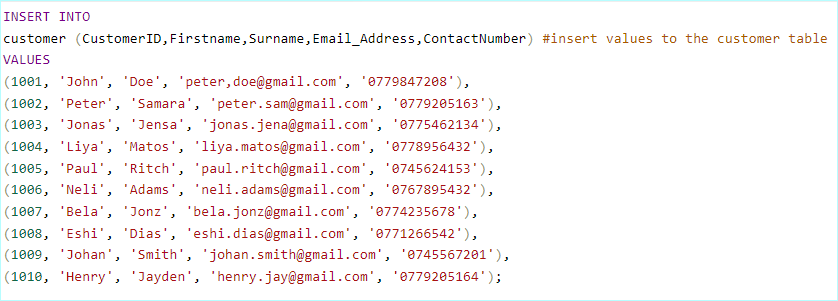 INSERT INTO
customer (CustomerID,Firstname,Surname,Email_Address,ContactNumber) #insert values to the customer table
VALUES
(1001, 'John', 'Doe', 'peter,doe@gmail.com', '0779847208'),
(1002, 'Peter', 'Samara', 'peter.sam@gmail.com', '0779205163'),
(1003, 'Jonas', 'Jensa', 'jonas.jena@gmail.com', '0775462134'),
(1004, 'Liya', 'Matos', 'liya.matos@gmail.com', '0778956432'),
(1005, 'Paul', 'Ritch', 'paul.ritch@gmail.com', '0745624153'),
(1006, 'Neli', 'Adams', 'neli.adams@gmail.com', '0767895432'),
(1007, 'Bela', 'Jonz', 'bela.jonz@gmail.com', '0774235678'),
(1008, 'Eshi', 'Dias', 'eshi.dias@gmail.com', '0771266542'),
(1009, 'Johan', 'Smith', 'johan.smith@gmail.com', '0745567201'),
(1010, 'Henry', 'Jayden', 'henry.jay@gmail.com', '0779205164');